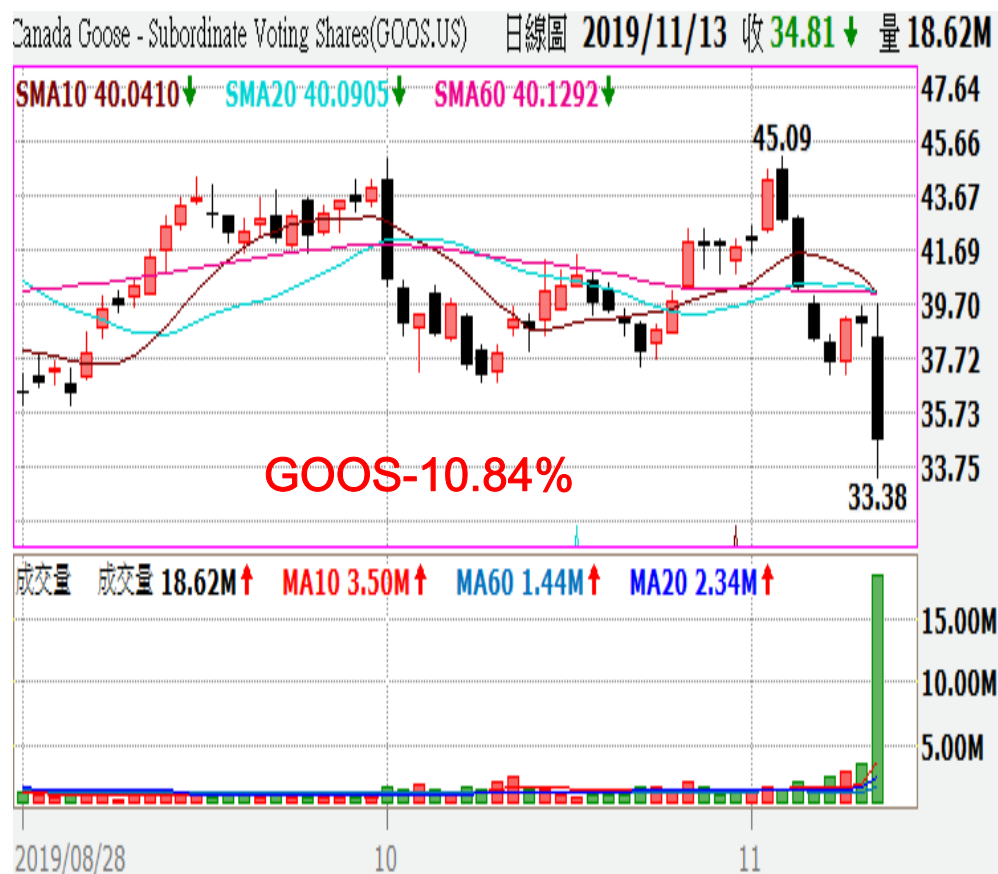 Canada Goose - Subordinate Voting Shares(GOOS.US) 日線圖 2019/11/13 收 34.81↓ 量 18.62M
SMA10 40.0410↓ SMA20 40.0905↓ SMA60 40.1292↓
47.64
45.66
45.09
43.67
41.69
39.70
37.72
35.73
33.75
GOOS-10.84%
33.38
成交量 成交量 18.62M↑ MA10 3.50M↑ MA60 1.44M↑ MA20 2.34M↑
15.00M
10.00M
5.00M
2019/08/28 10 11